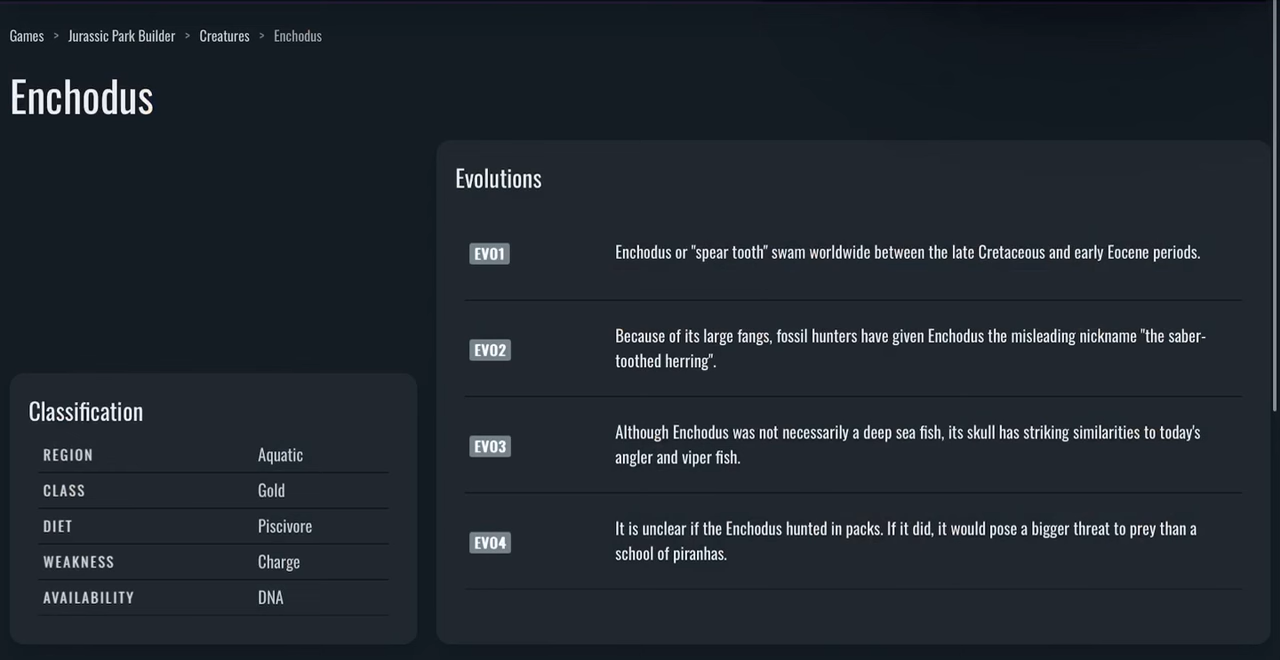 Games > Jurassic Park Builder > Creatures > Enchodus
Enchodus
Classification
REGION Aquatic
CLASS Gold
DIET Piscivore
WEAKNESS Charge
AVAILABILITY DNA
Evolutions
EVO1 Enchodus or "spear tooth" swam worldwide between the late Cretaceous and early Eocene periods.
EVO2 Because of its large fangs, fossil hunters have given Enchodus the misleading nickname "the saber-
toothed herring".
EVO3 Although Enchodus was not necessarily a deep sea fish, its skull has striking similarities to today's
angler and viper fish.
EVO4 It is unclear if the Enchodus hunted in packs. If it did, it would pose a bigger threat to prey than a
school of piranhas.